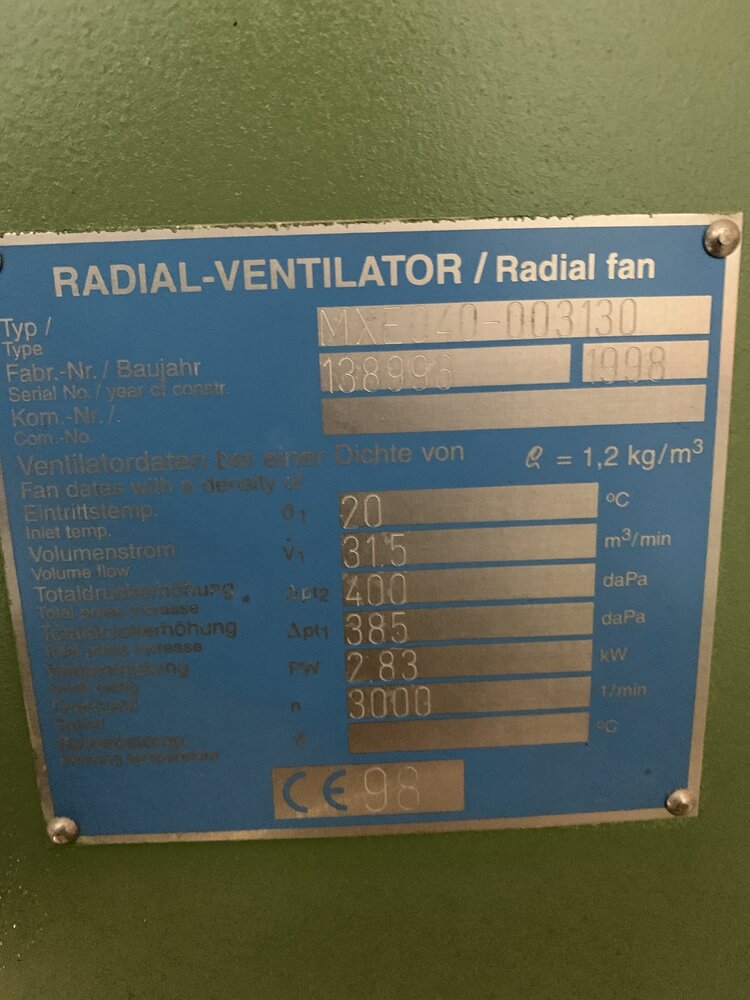 RADIAL-VENTILATOR / Radial fan
Typ / MXE040-003130
Type
Fabr.-Nr. / Baujahr 138996 1998
Serial No. / year of constr.
Kom.-Nr. /
Com.-No.
Ventilatordaten bei einer Dichte von ϱ = 1,2 kg/m³
Fan dates with a density of
Eintrittstemp. ϑ₁ 20 °C
Inlet temp.
Volumenstrom V̇₁ 31.5 m³/min
Volume flow
Totaldruckerhöhung Δpt₂ 400 daPa
Total press increase
Totaldruckerhöhung Δpt₁ 385 daPa
Total press increase
PW 2.83 kW
n 3000 1/min
°C
temperature
CE 98